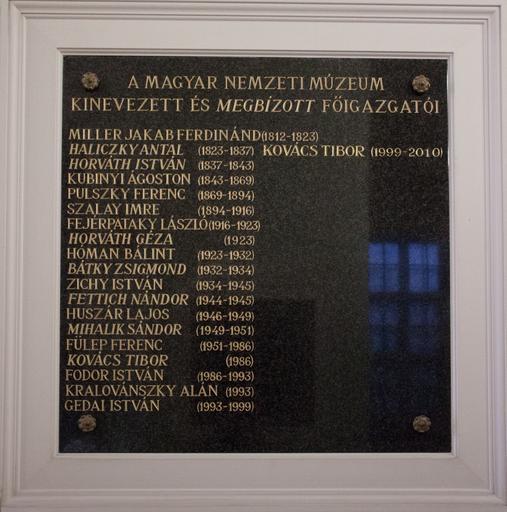 A MAGYAR NEMZETI MÚZEUM
KINEVEZETT ÉS MEGBÍZOTT FŐIGAZGATÓI
MILLER JAKAB FERDINÁND (1812-1823)
HALICZKY ANTAL (1823-1837) KOVÁCS TIBOR (1999-2010)
HORVÁTH ISTVÁN (1837-1843)
KUBINYI ÁGOSTON (1843-1869)
PULSZKY FERENC (1869-1894)
SZALAY IMRE (1894-1916)
FEJÉRPATAKY LÁSZLÓ (1916-1923)
HORVÁTH GÉZA (1923)
HÓMAN BÁLINT (1923-1932)
BÁTKY ZSIGMOND (1932-1934)
ZICHY ISTVÁN (1934-1945)
FETTICH NÁNDOR (1944-1945)
HUSZÁR LAJOS (1946-1949)
MIHALIK SÁNDOR (1949-1951)
FÜLEP FERENC (1951-1986)
KOVÁCS TIBOR (1986)
FODOR ISTVÁN (1986-1993)
KRALOVÁNSZKY ALÁN (1993)
GEDAI ISTVÁN (1993-1999)